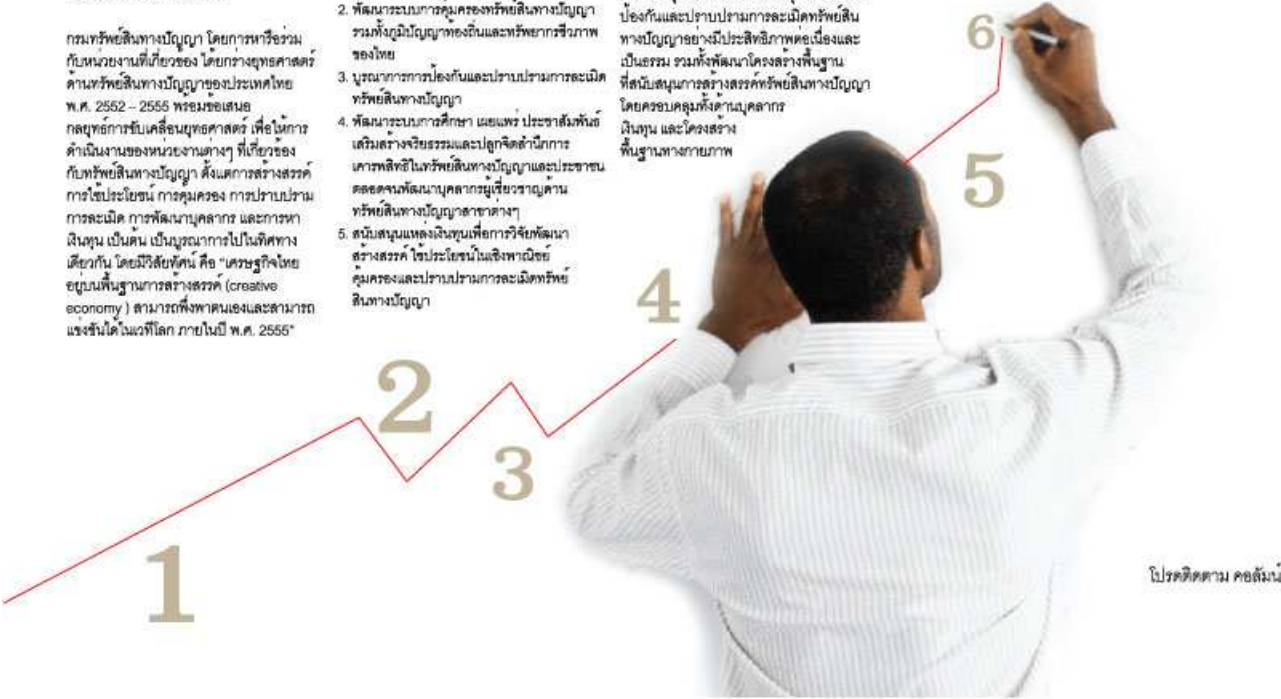 กรมทรัพย์สินทางปัญญา โดยการหารือร่วม
กับหน่วยงานที่เกี่ยวข้อง ได้ยกร่างยุทธศาสตร์
ด้านทรัพย์สินทางปัญญาของประเทศไทย
พ.ศ. 2552 – 2555 พร้อมข้อเสนอ
กลยุทธ์การขับเคลื่อนยุทธศาสตร์ เพื่อให้การ
ดำเนินงานของหน่วยงานต่างๆ ที่เกี่ยวข้อง
กับทรัพย์สินทางปัญญา ตั้งแต่การสร้างสรรค์
การใช้ประโยชน์ การคุ้มครอง การปราบปราม
การละเมิด การพัฒนาบุคลากร และการหา
เงินทุน เป็นต้น เป็นบูรณาการไปในทิศทาง
เดียวกัน โดยมีวิสัยทัศน์ คือ "เศรษฐกิจไทย
อยู่บนพื้นฐานการสร้างสรรค์ (creative
economy ) สามารถพึ่งพาตนเองและสามารถ
แข่งขันได้ในเวทีโลก ภายในปี พ.ศ. 2555"
2. พัฒนาระบบการคุ้มครองทรัพย์สินทางปัญญา
รวมทั้งภูมิปัญญาท้องถิ่นและทรัพยากรชีวภาพ
ของไทย
3. บูรณาการการป้องกันและปราบปรามการละเมิด
ทรัพย์สินทางปัญญา
4. พัฒนาระบบการศึกษา เผยแพร่ ประชาสัมพันธ์
เสริมสร้างจริยธรรมและปลูกจิตสำนึกการ
เคารพสิทธิในทรัพย์สินทางปัญญาและประชาชน
ตลอดจนพัฒนาบุคลากรผู้เชี่ยวชาญด้าน
ทรัพย์สินทางปัญญาสาขาต่างๆ
5. สนับสนุนแหล่งเงินทุนเพื่อการวิจัยพัฒนา
สร้างสรรค์ ใช้ประโยชน์ในเชิงพาณิชย์
คุ้มครองและปราบปรามการละเมิดทรัพย์
สินทางปัญญา
ป้องกันและปราบปรามการละเมิดทรัพย์สิน
ทางปัญญาอย่างมีประสิทธิภาพต่อเนื่องและ
เป็นธรรม รวมทั้งพัฒนาโครงสร้างพื้นฐาน
ที่สนับสนุนการสร้างสรรค์ทรัพย์สินทางปัญญา
โดยครอบคลุมทั้งด้านบุคลากร
เงินทุน และโครงสร้าง
พื้นฐานทางกายภาพ
6
5
4
2
3
1
โปรดติดตาม คอลัมน์